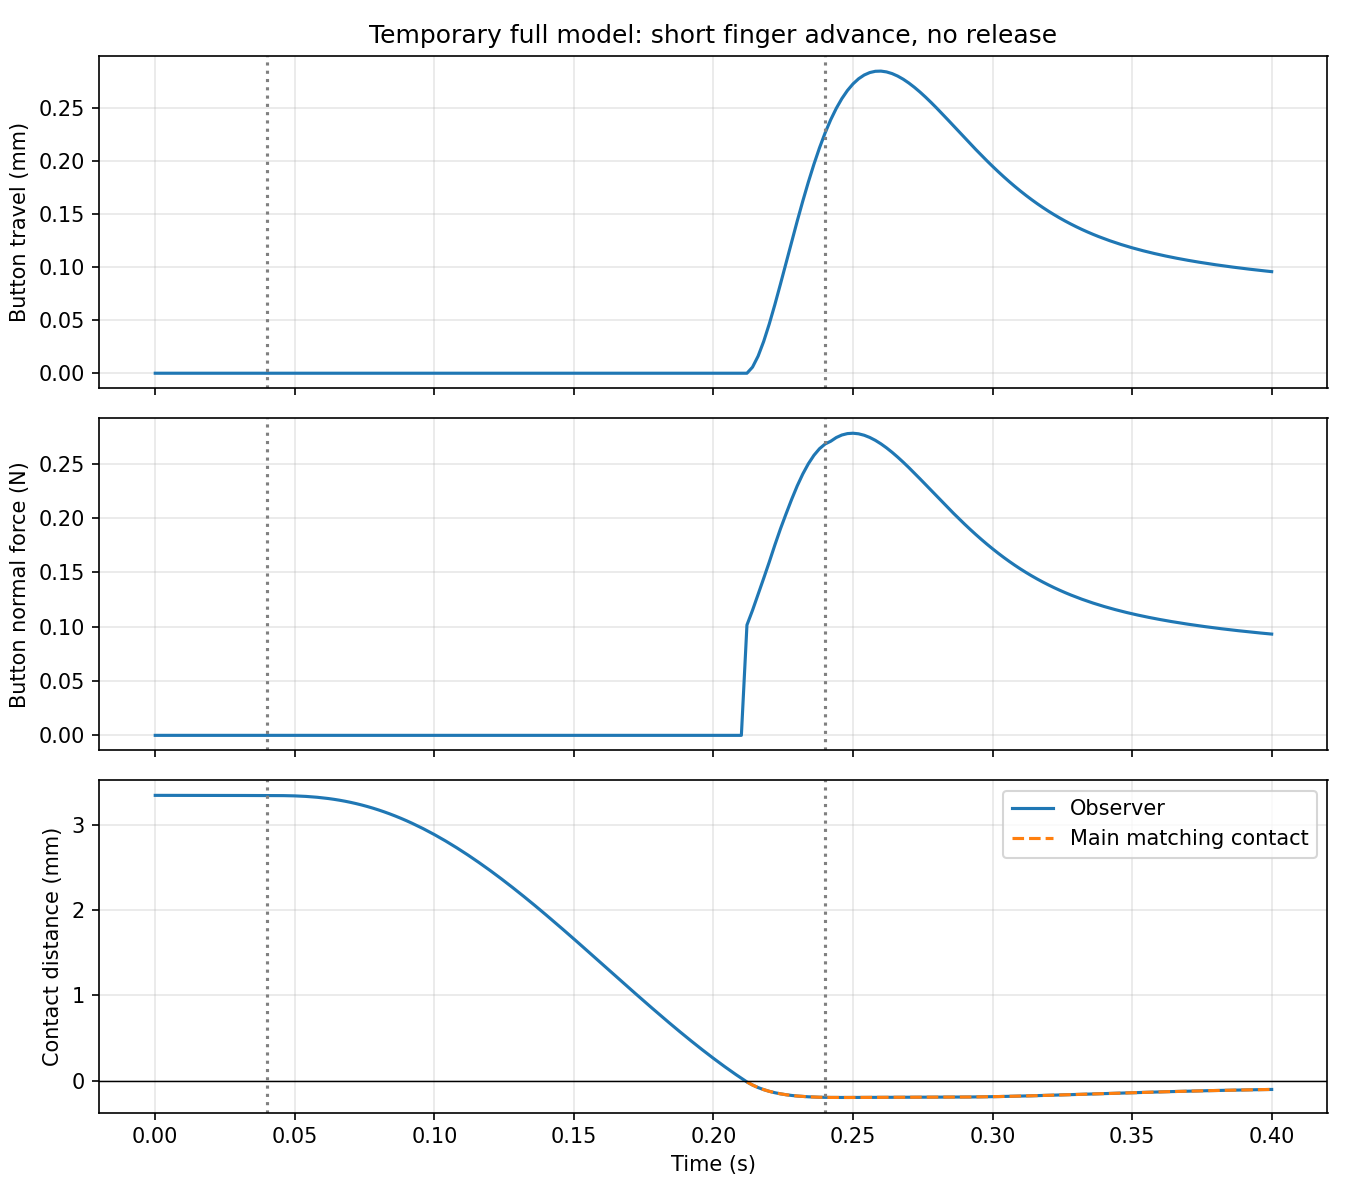 Temporary full model: short finger advance, no release
Button travel (mm)
0.25
0.20
0.15
0.10
0.05
0.00
Button normal force (N)
0.25
0.20
0.15
0.10
0.05
0.00
Contact distance (mm)
3
2
1
0
Observer
Main matching contact
0.00 0.05 0.10 0.15 0.20 0.25 0.30 0.35 0.40
Time (s)